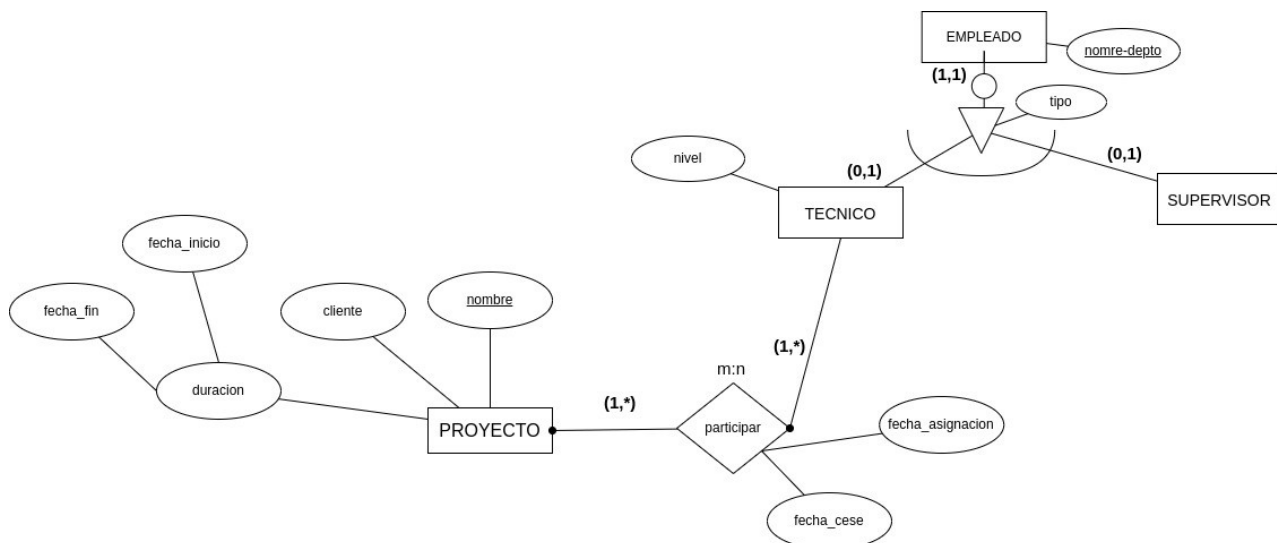 EMPLEADO
nomre-depto
(1,1)
tipo
nivel
(0,1)
(0,1)
TECNICO
SUPERVISOR
fecha_inicio
fecha_fin
cliente
nombre
duracion
(1,*)
m:n
(1,*)
PROYECTO
participar
fecha_asignacion
fecha_cese